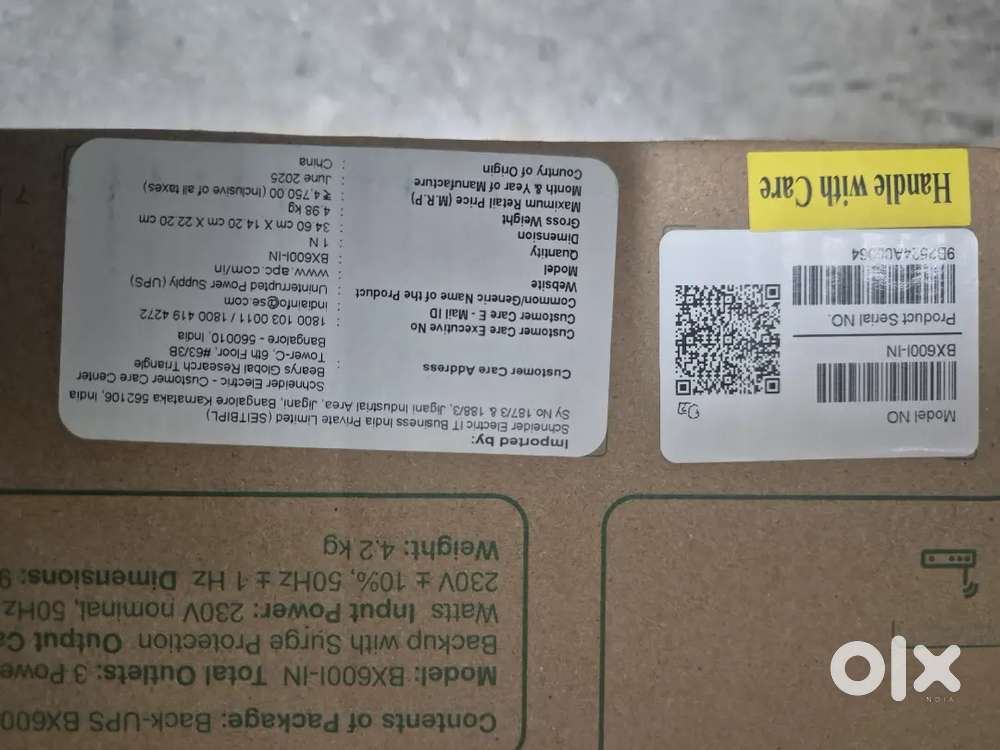 Contents of Package: Back-UPS BX600
Model: BX600I-IN Total Outlets: 3 Powe
Backup with Surge Protection Output Ca
Watts Input Power: 230V nominal, 50Hz
230V ± 10%, 50Hz ± 1 Hz Dimensions: 9
Weight: 4.2 kg
Imported by:
Schneider Electric IT Business India Private Limited (SEITBIPL)
Sy No 187/3 & 188/3, Jigani Industrial Area, Jigani, Bangalore Karnataka 562106, India
Customer Care Address : Schneider Electric - Customer Care Center
Bearys Global Research Triangle
Tower-C, 6th Floor, #63/3B
Bangalore - 560010, India
Customer Care Executive No : 1800 103 0011 / 1800 419 4272
Customer Care E - Mail ID : indiainfo@se.com
Common/Generic Name of the Product : Uninterrupted Power Supply (UPS)
Website : www. apc. com/in
Model : BX600I-IN
Quantity : 1 N
Dimension : 34 60 cm X 14 20 cm X 22 20 cm
Gross Weight : 4.98 kg
Maximum Retail Price (M.R.P) : ₹4,750.00 (Inclusive of all taxes)
Month & Year of Manufacture : June 2025
Country of Origin : China
Model NO
BX600I-IN
Product Serial NO.
Handle with Care
olx
INDIA